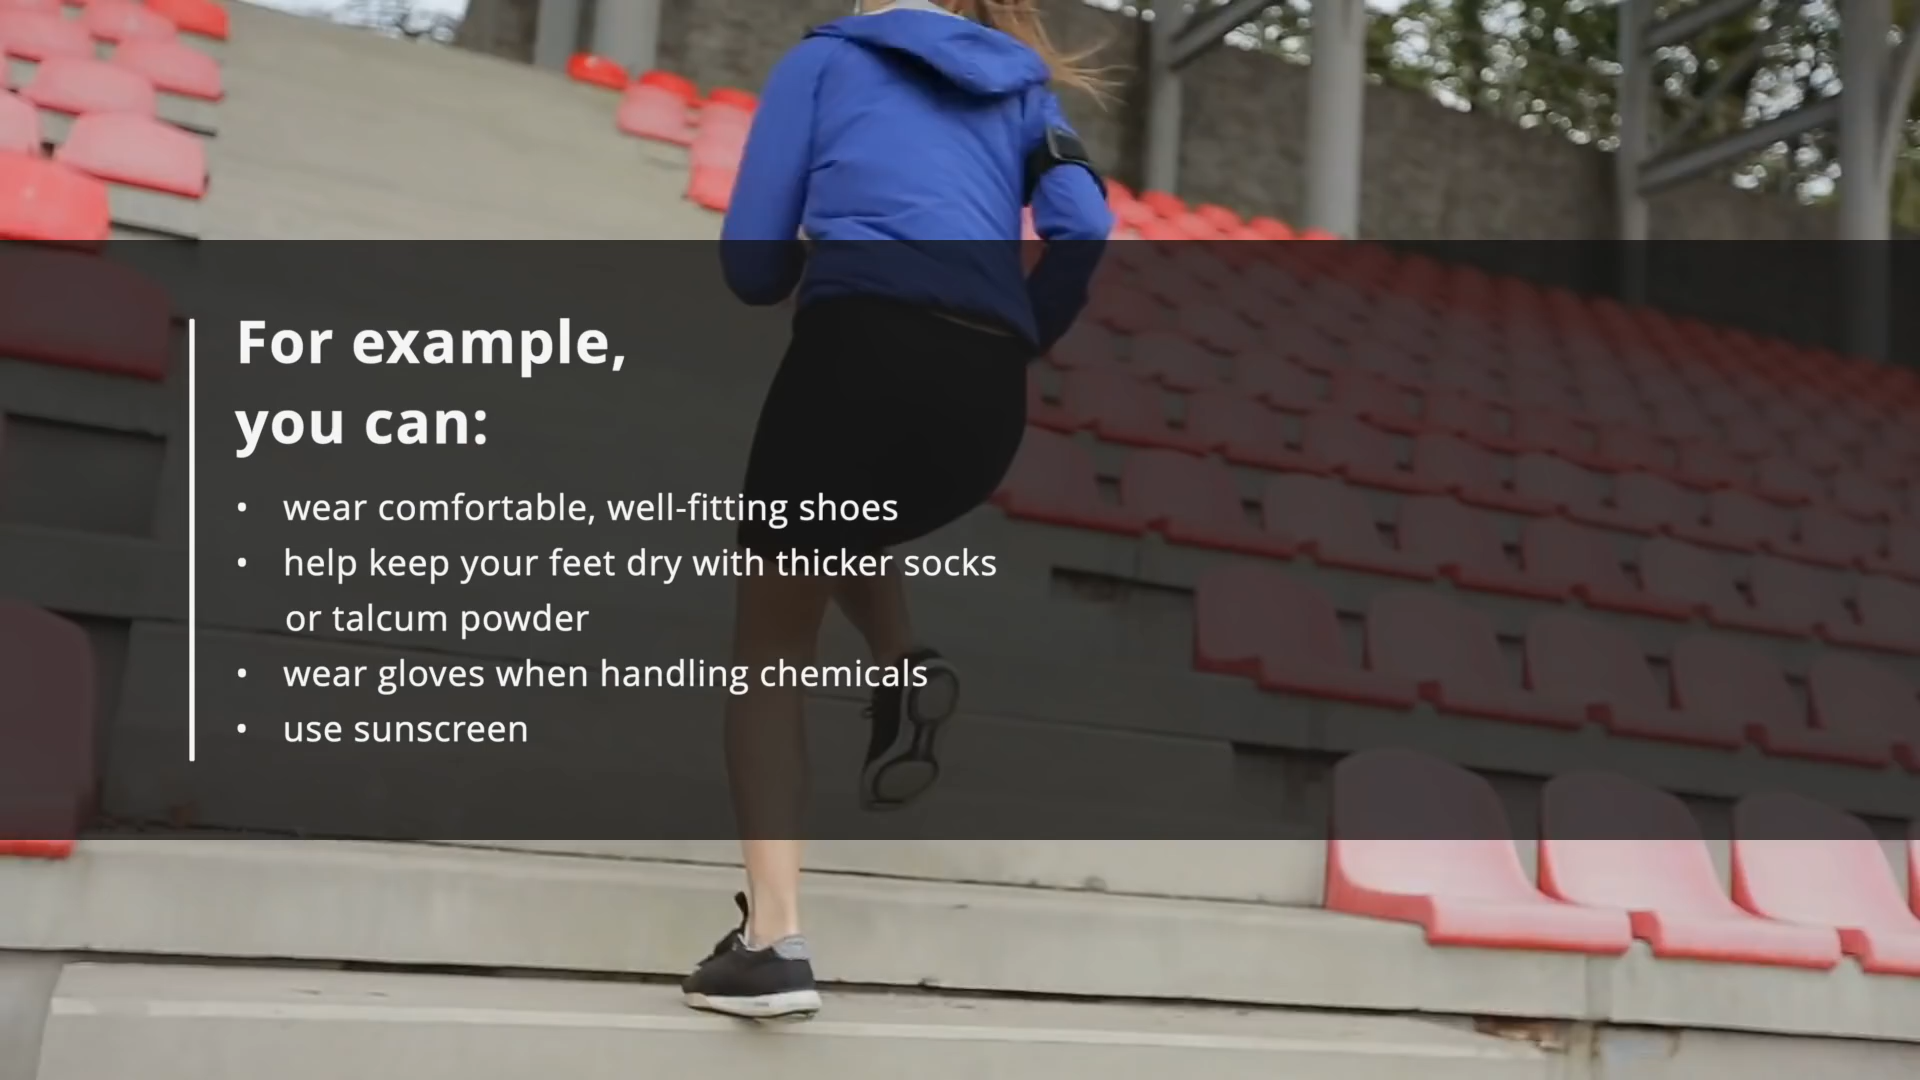 For example,
you can:
• wear comfortable, well-fitting shoes
• help keep your feet dry with thicker socks
or talcum powder
• wear gloves when handling chemicals
• use sunscreen